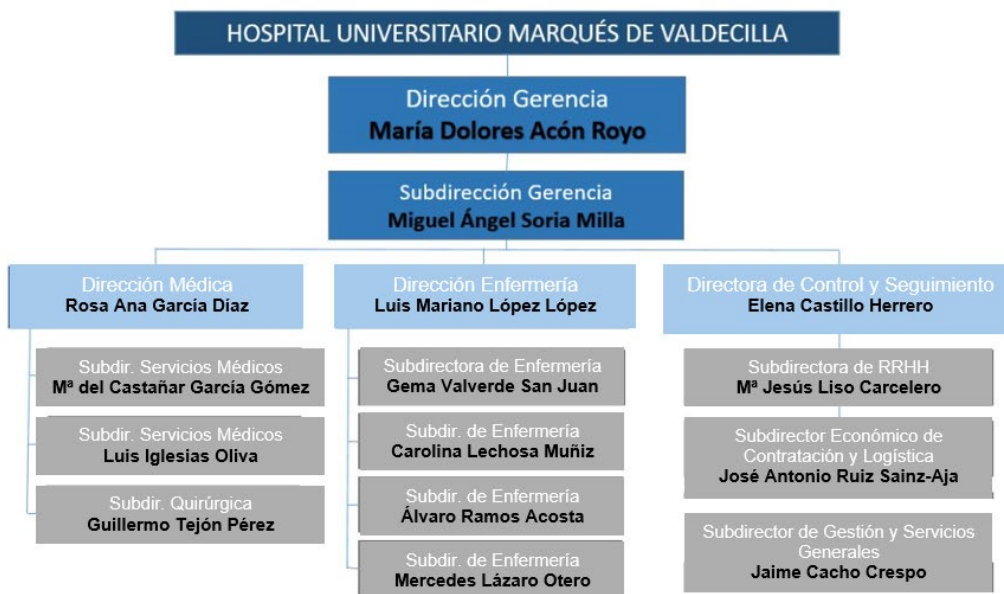 HOSPITAL UNIVERSITARIO MARQUÉS DE VALDECILLA
Dirección Gerencia
María Dolores Acón Royo
Subdirección Gerencia
Miguel Ángel Soria Milla
Dirección Médica
Rosa Ana García Díaz
Subdir. Servicios Médicos
Mª del Castañar García Gómez
Subdir. Servicios Médicos
Luis Iglesias Oliva
Subdir. Quirúrgica
Guillermo Tejón Pérez
Dirección Enfermería
Luis Mariano López López
Subdirectora de Enfermería
Gema Valverde San Juan
Subdir. de Enfermería
Carolina Lechosa Muñiz
Subdir. de Enfermería
Álvaro Ramos Acosta
Subdir. de Enfermería
Mercedes Lázaro Otero
Directora de Control y Seguimiento
Elena Castillo Herrero
Subdirectora de RRHH
Mª Jesús Liso Carcelero
Subdirector Económico de
Contratación y Logística
José Antonio Ruiz Sainz-Aja
Subdirector de Gestión y Servicios
Generales
Jaime Cacho Crespo